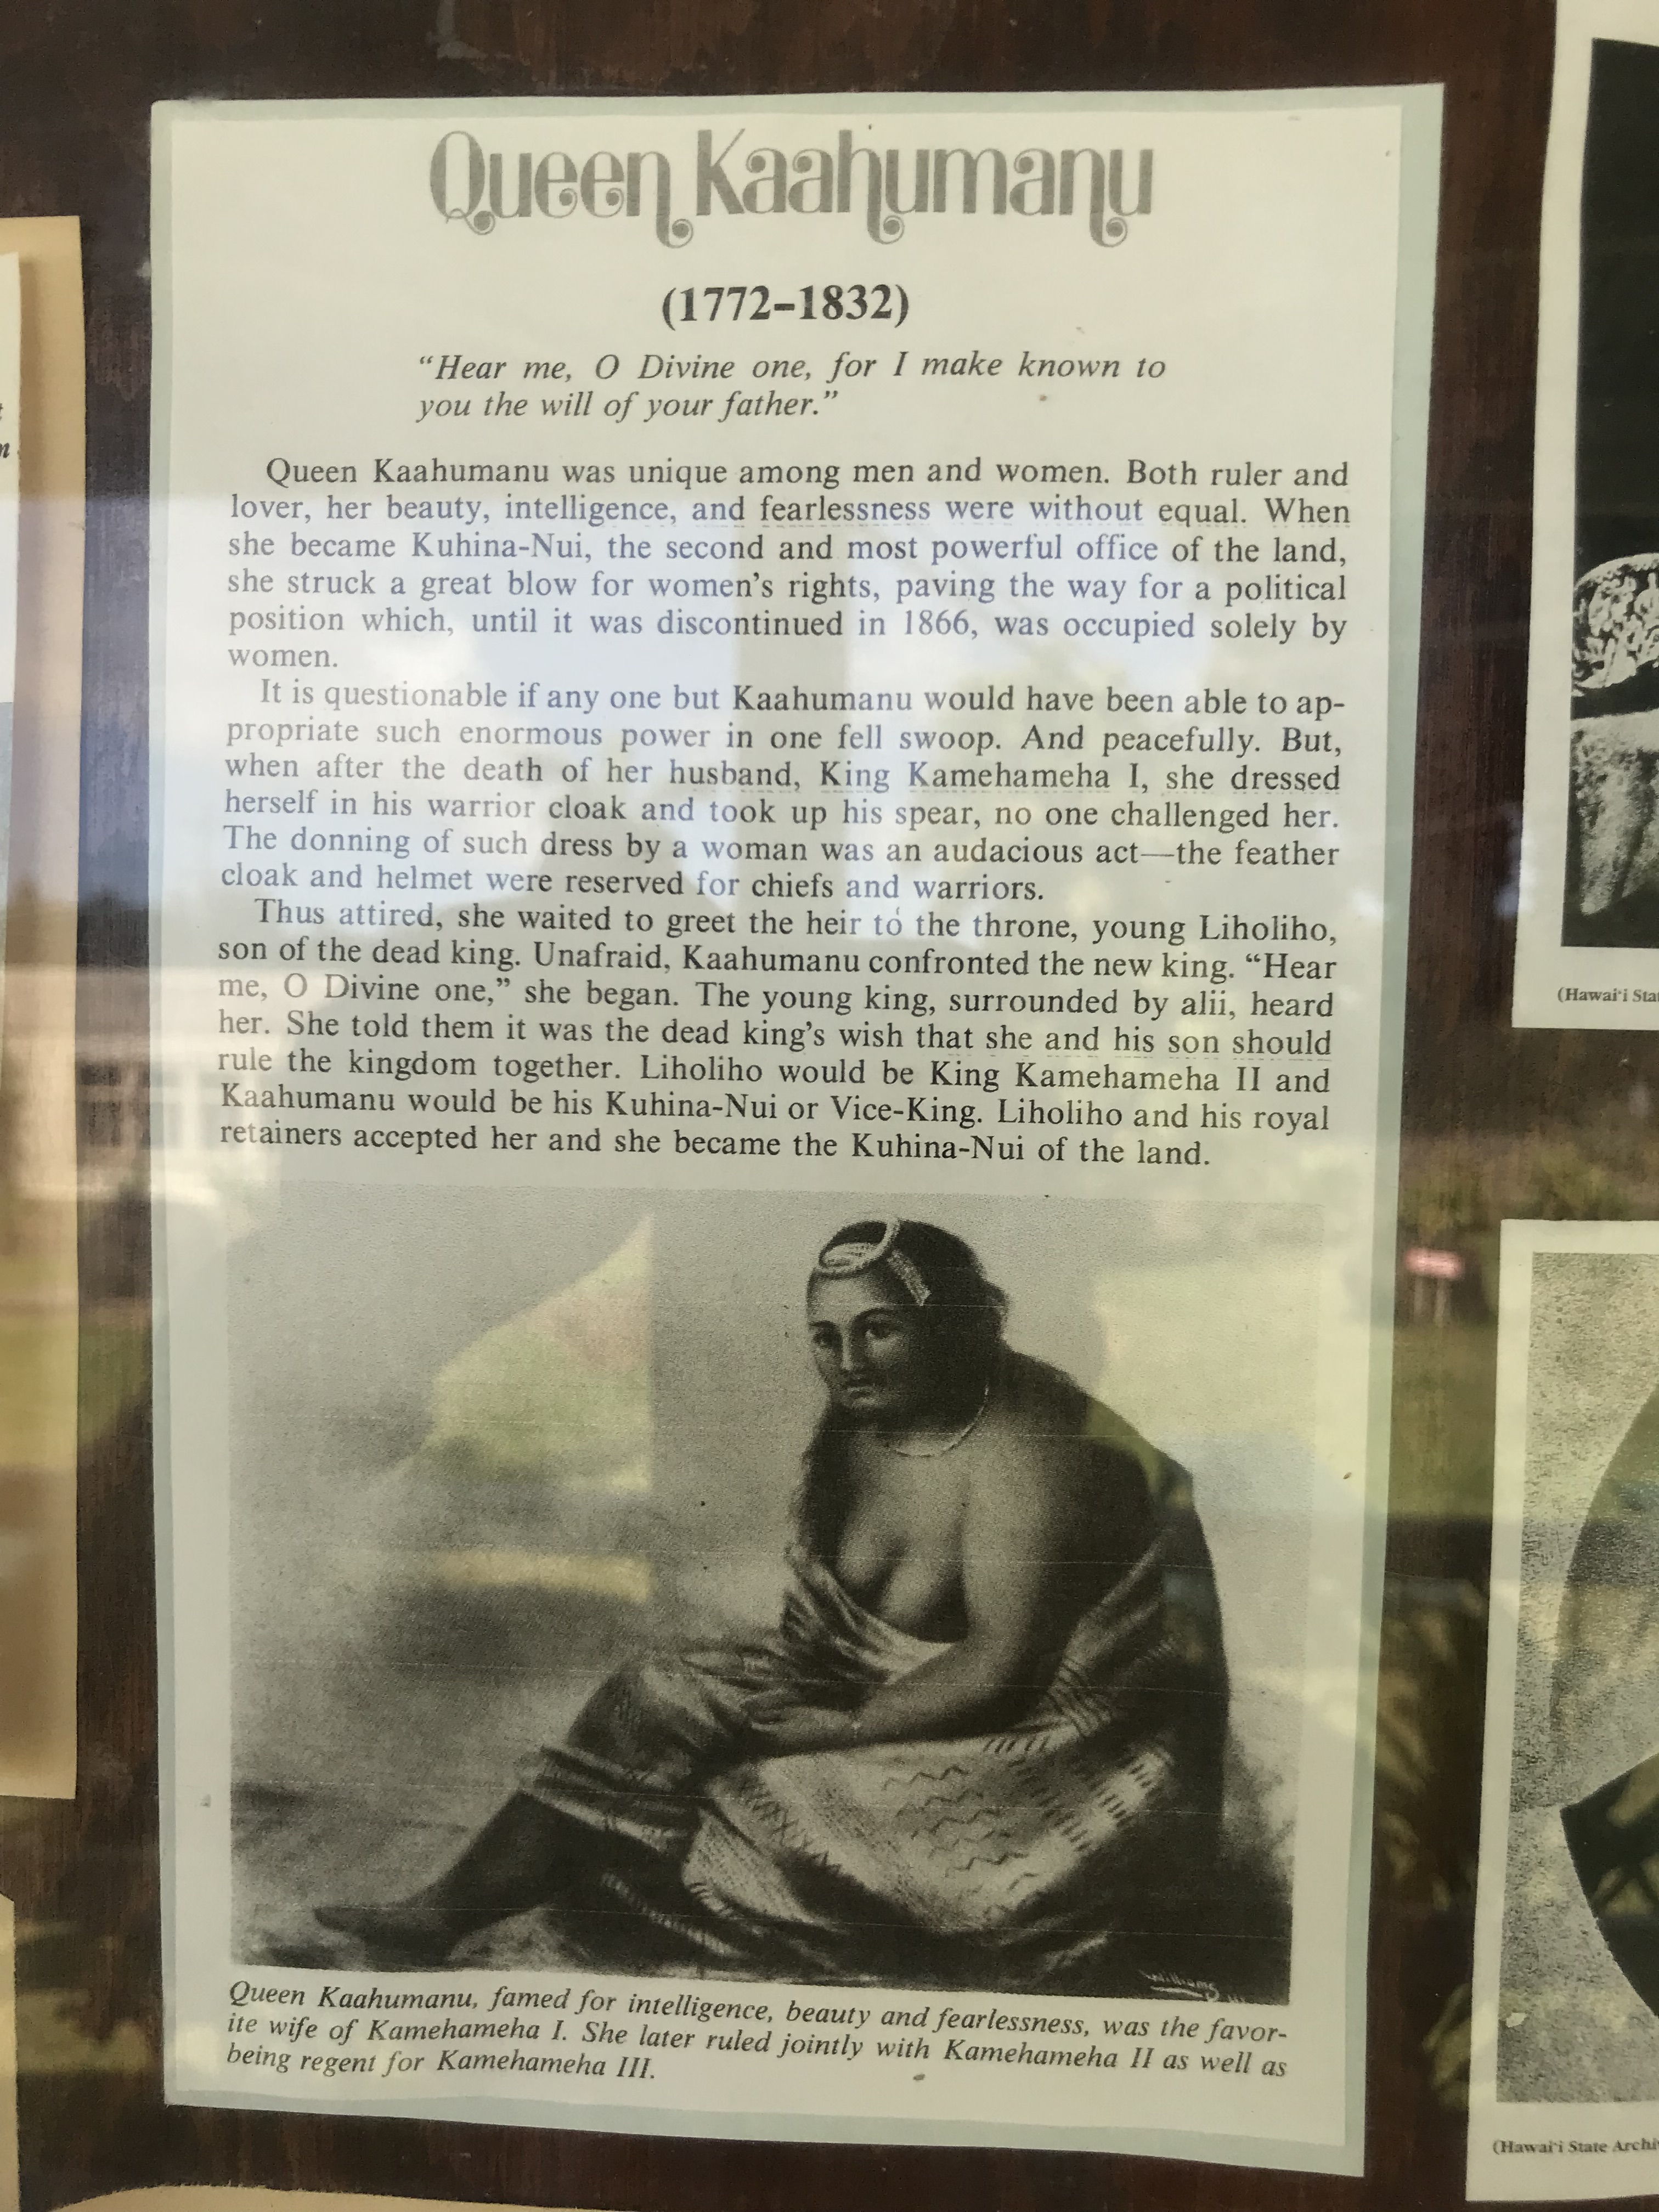 Queen Kaahumanu
(1772–1832)
“Hear me, O Divine one, for I make known to
you the will of your father.”
Queen Kaahumanu was unique among men and women. Both ruler and
lover, her beauty, intelligence, and fearlessness were without equal. When
she became Kuhina-Nui, the second and most powerful office of the land,
she struck a great blow for women’s rights, paving the way for a political
position which, until it was discontinued in 1866, was occupied solely by
women.
It is questionable if any one but Kaahumanu would have been able to ap-
propriate such enormous power in one fell swoop. And peacefully. But,
when after the death of her husband, King Kamehameha I, she dressed
herself in his warrior cloak and took up his spear, no one challenged her.
The donning of such dress by a woman was an audacious act—the feather
cloak and helmet were reserved for chiefs and warriors.
Thus attired, she waited to greet the heir to the throne, young Liholiho,
son of the dead king. Unafraid, Kaahumanu confronted the new king. “Hear
me, O Divine one,” she began. The young king, surrounded by alii, heard
her. She told them it was the dead king’s wish that she and his son should
rule the kingdom together. Liholiho would be King Kamehameha II and
Kaahumanu would be his Kuhina-Nui or Vice-King. Liholiho and his royal
retainers accepted her and she became the Kuhina-Nui of the land.
Williams
Queen Kaahumanu, famed for intelligence, beauty and fearlessness, was the favor-
ite wife of Kamehameha I. She later ruled jointly with Kamehameha II as well as
being regent for Kamehameha III.
(Hawai‘i Sta
(Hawai‘i State Archi